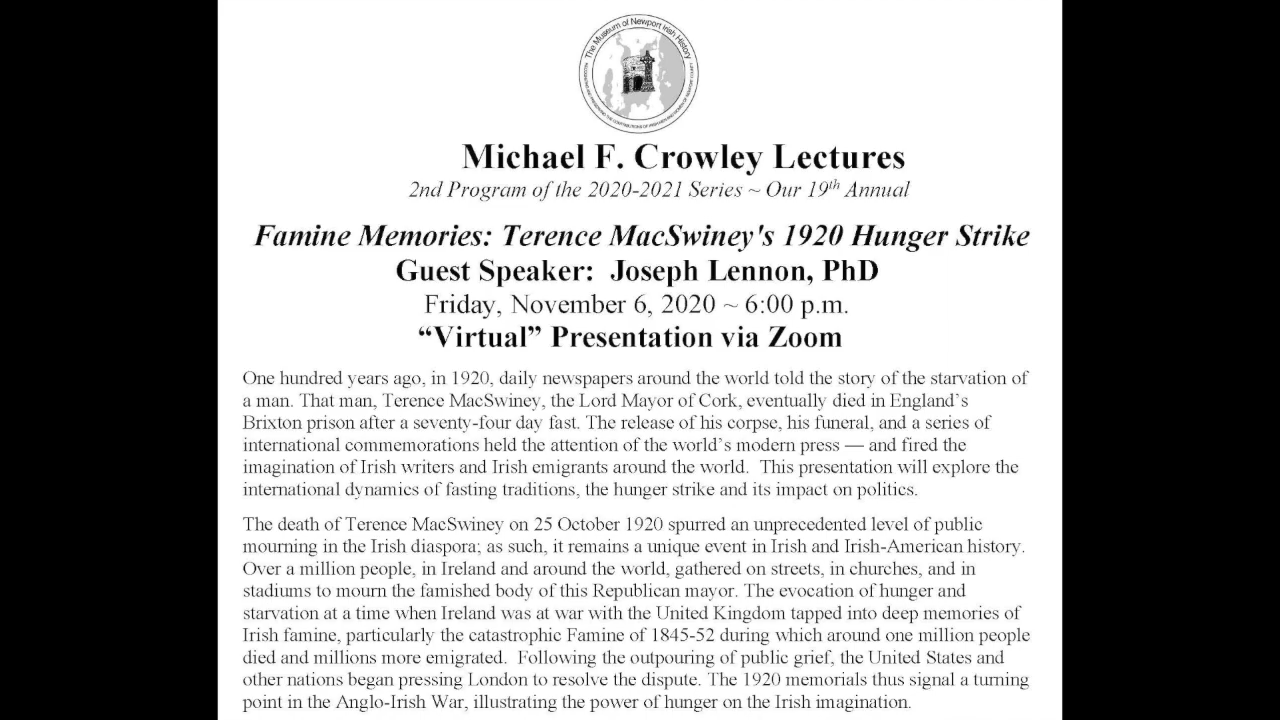 The Museum of Newport Irish History
Michael F. Crowley Lectures
2nd Program of the 2020-2021 Series ~ Our 19th Annual
Famine Memories: Terence MacSwiney's 1920 Hunger Strike
Guest Speaker:  Joseph Lennon, PhD
Friday, November 6, 2020 ~ 6:00 p.m.
“Virtual” Presentation via Zoom
One hundred years ago, in 1920, daily newspapers around the world told the story of the starvation of
a man. That man, Terence MacSwiney, the Lord Mayor of Cork, eventually died in England’s
Brixton prison after a seventy-four day fast. The release of his corpse, his funeral, and a series of
international commemorations held the attention of the world’s modern press — and fired the
imagination of Irish writers and Irish emigrants around the world.  This presentation will explore the
international dynamics of fasting traditions, the hunger strike and its impact on politics.
The death of Terence MacSwiney on 25 October 1920 spurred an unprecedented level of public
mourning in the Irish diaspora; as such, it remains a unique event in Irish and Irish-American history.
Over a million people, in Ireland and around the world, gathered on streets, in churches, and in
stadiums to mourn the famished body of this Republican mayor. The evocation of hunger and
starvation at a time when Ireland was at war with the United Kingdom tapped into deep memories of
Irish famine, particularly the catastrophic Famine of 1845-52 during which around one million people
died and millions more emigrated.  Following the outpouring of public grief, the United States and
other nations began pressing London to resolve the dispute. The 1920 memorials thus signal a turning
point in the Anglo-Irish War, illustrating the power of hunger on the Irish imagination.